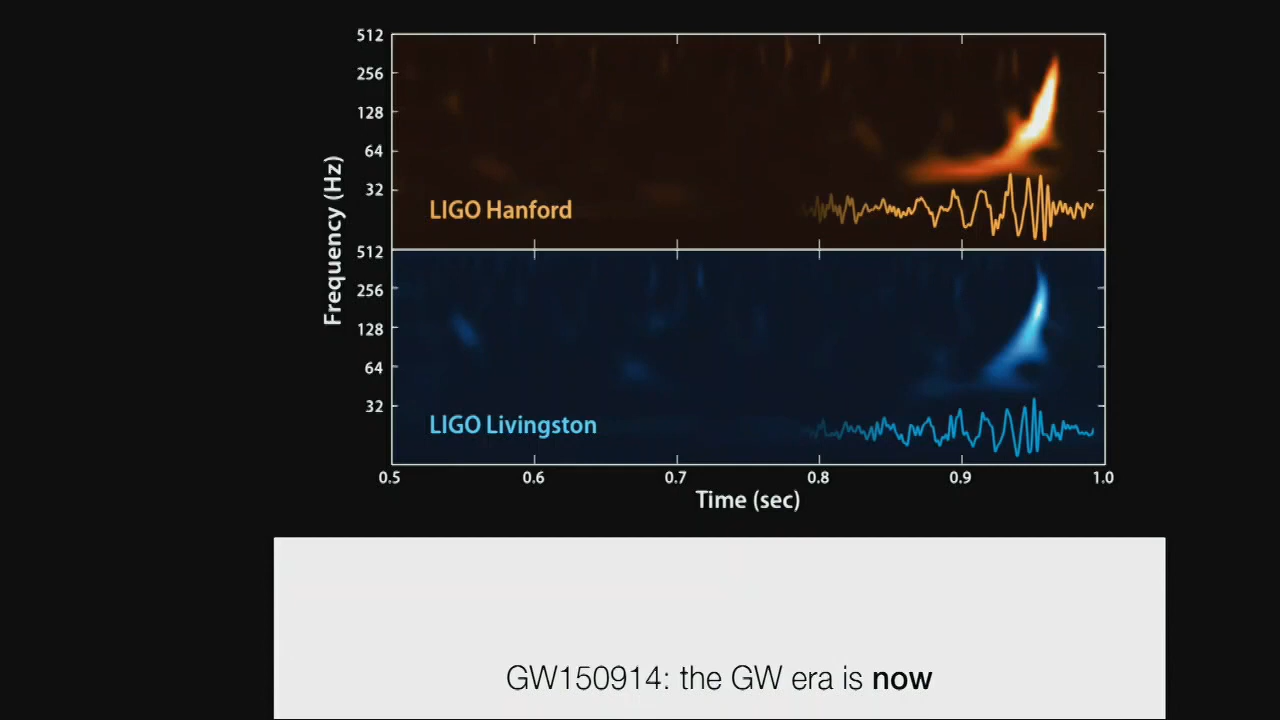 512
256
128
64
32
LIGO Hanford
Frequency (Hz)
512
256
128
64
32
LIGO Livingston
0.5 0.6 0.7 0.8 0.9 1.0
Time (sec)
GW150914: the GW era is now